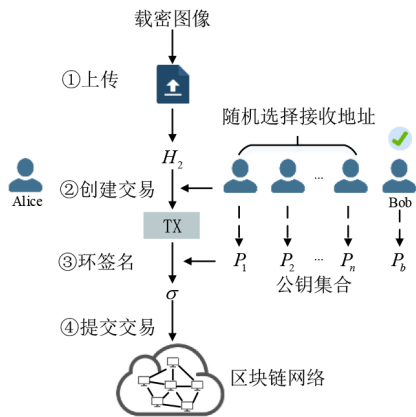 载密图像
①上传
随机选择接收地址
H₂
Alice
②创建交易
...
Bob
TX
③环签名
P₁ P₂ ... Pₙ P_b
公钥集合
σ
④提交交易
区块链网络